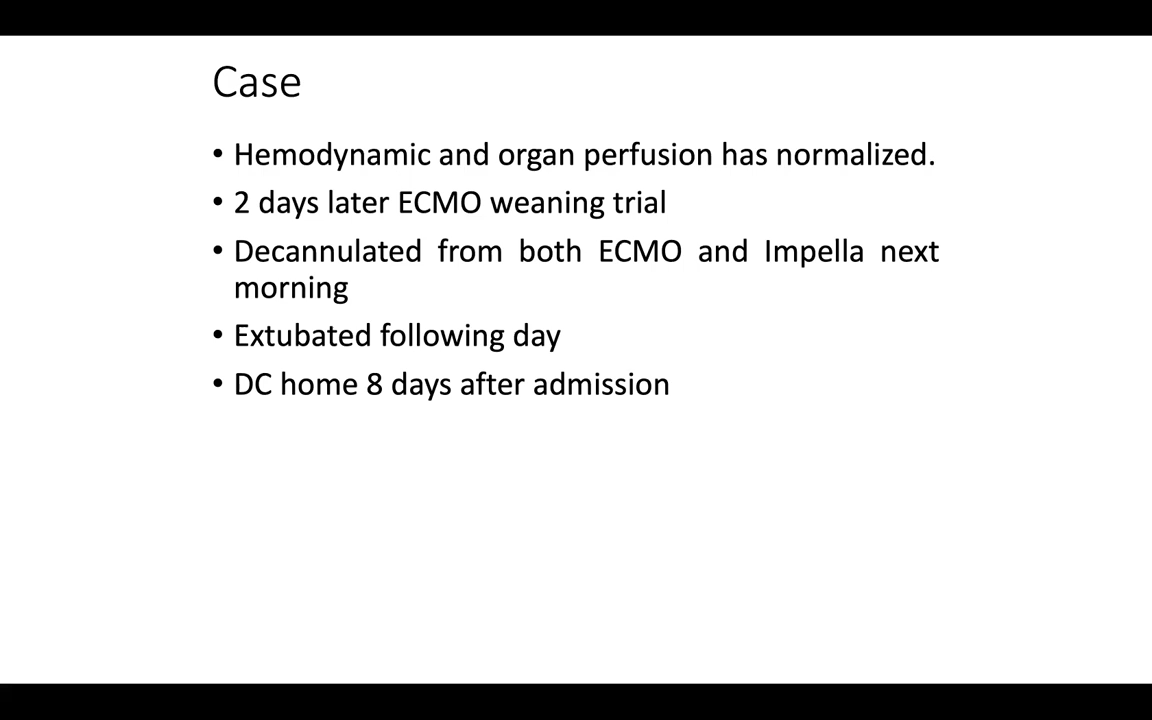 Case
• Hemodynamic and organ perfusion has normalized.
• 2 days later ECMO weaning trial
• Decannulated from both ECMO and Impella next
morning
• Extubated following day
• DC home 8 days after admission